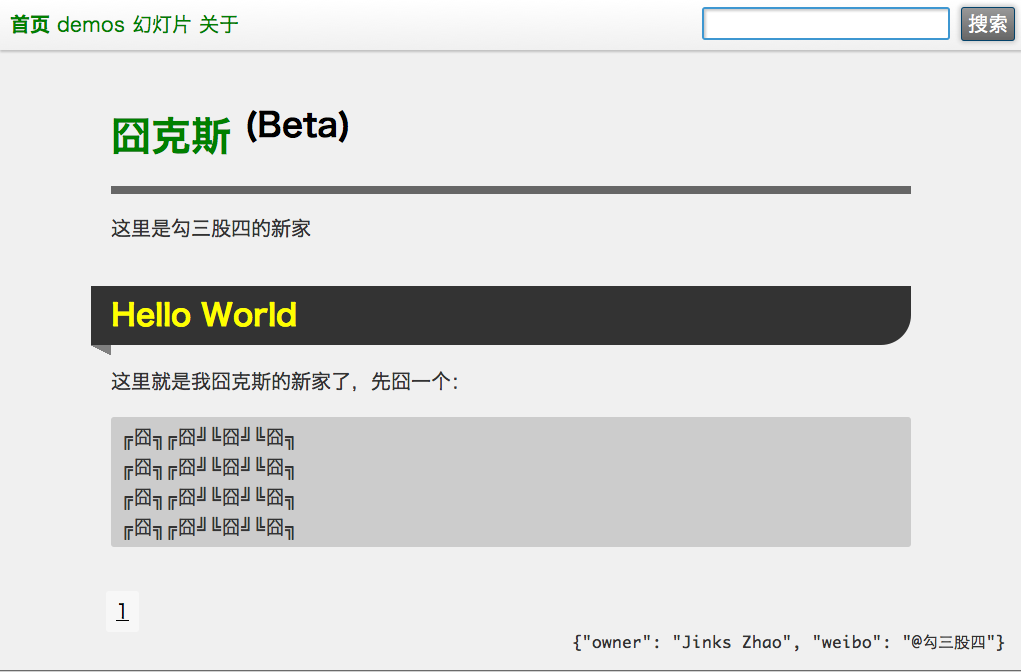 首页 demos 幻灯片 关于 搜索
囧克斯 (Beta)
这里是勾三股四的新家
Hello World
这里就是我囧克斯的新家了，先囧一个：
╔囧╗╔囧╝╚囧╝╚囧╗
╔囧╗╔囧╝╚囧╝╚囧╗
╔囧╗╔囧╝╚囧╝╚囧╗
╔囧╗╔囧╝╚囧╝╚囧╗
1
{"owner": "Jinks Zhao", "weibo": "@勾三股四"}